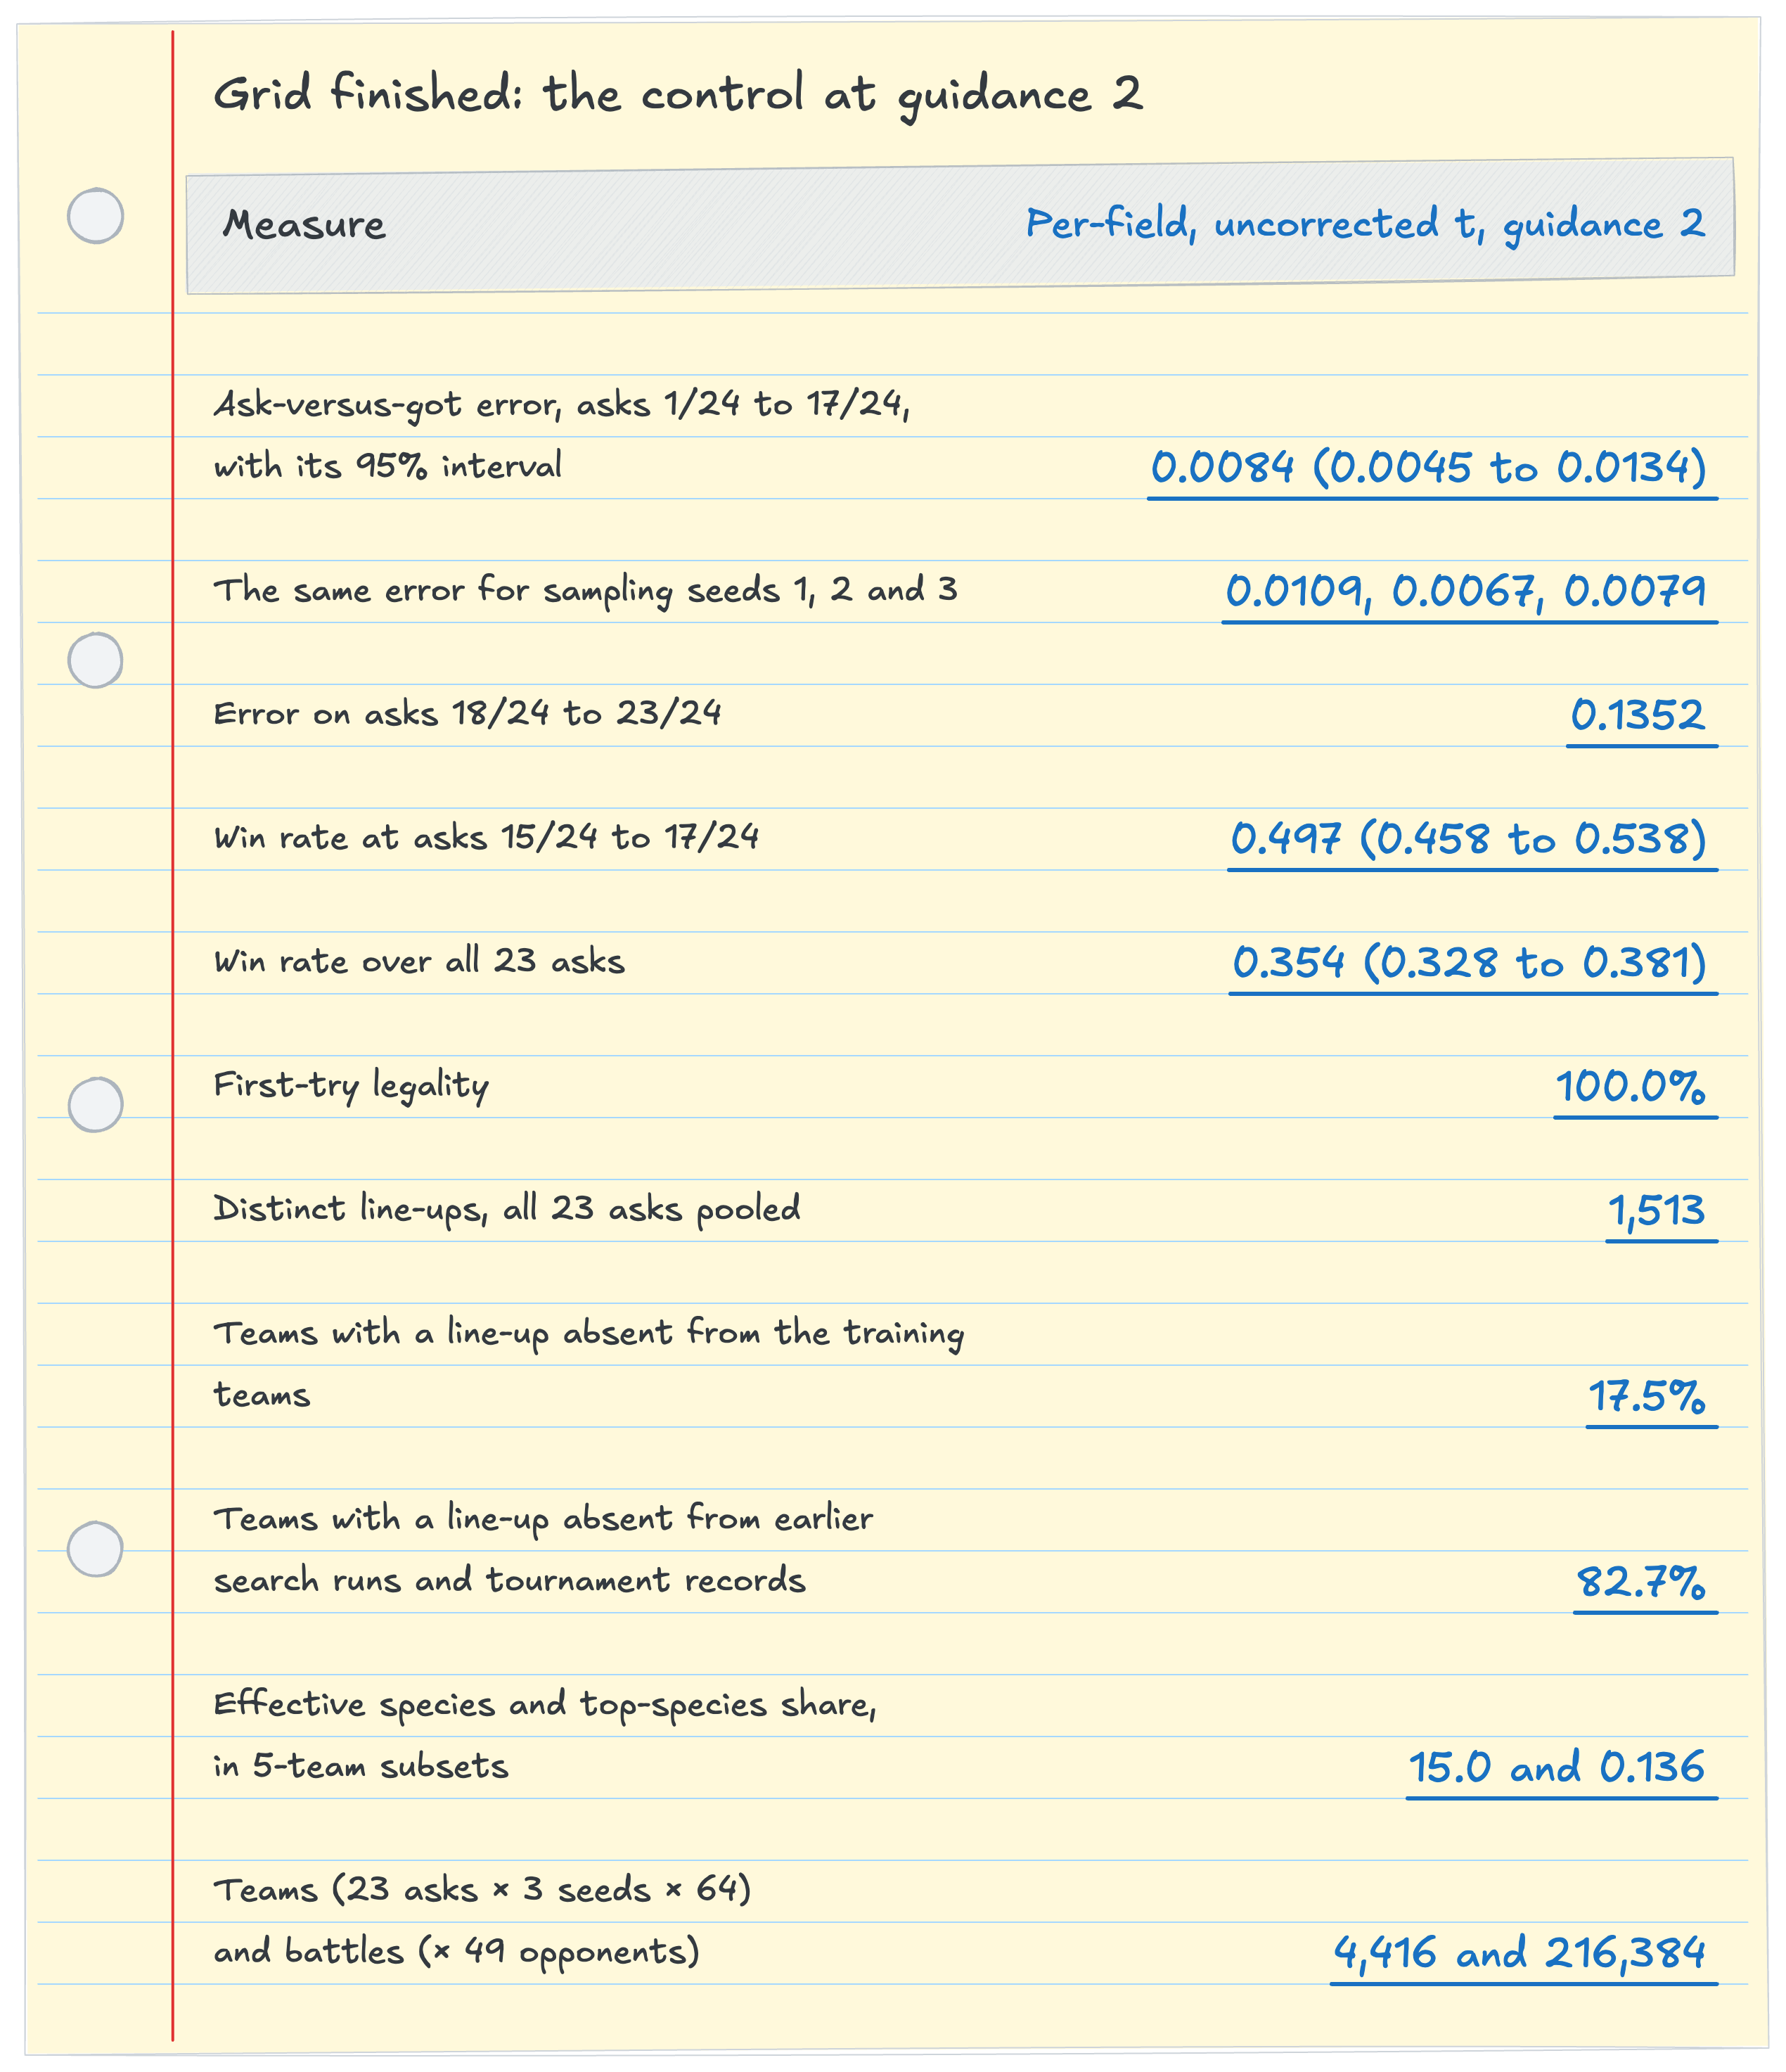 Grid finished: the control at guidance 2
Measure
Per-field, uncorrected t, guidance 2
Ask-versus-got error, asks 1/24 to 17/24,
with its 95% interval
0.0084 (0.0045 to 0.0134)
The same error for sampling seeds 1, 2 and 3
0.0109, 0.0067, 0.0079
Error on asks 18/24 to 23/24
0.1352
Win rate at asks 15/24 to 17/24
0.497 (0.458 to 0.538)
Win rate over all 23 asks
0.354 (0.328 to 0.381)
First-try legality
100.0%
Distinct line-ups, all 23 asks pooled
1,513
Teams with a line-up absent from the training
teams
17.5%
Teams with a line-up absent from earlier
search runs and tournament records
82.7%
Effective species and top-species share,
in 5-team subsets
15.0 and 0.136
Teams (23 asks × 3 seeds × 64)
and battles (× 49 opponents)
4,416 and 216,384